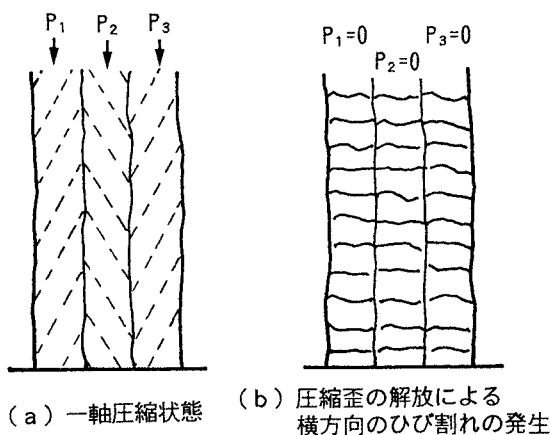 P₁ P₂ P₃
P₁=0 P₃=0
P₂=0
(a) 一軸圧縮状態
(b) 圧縮歪の解放による
横方向のひび割れの発生